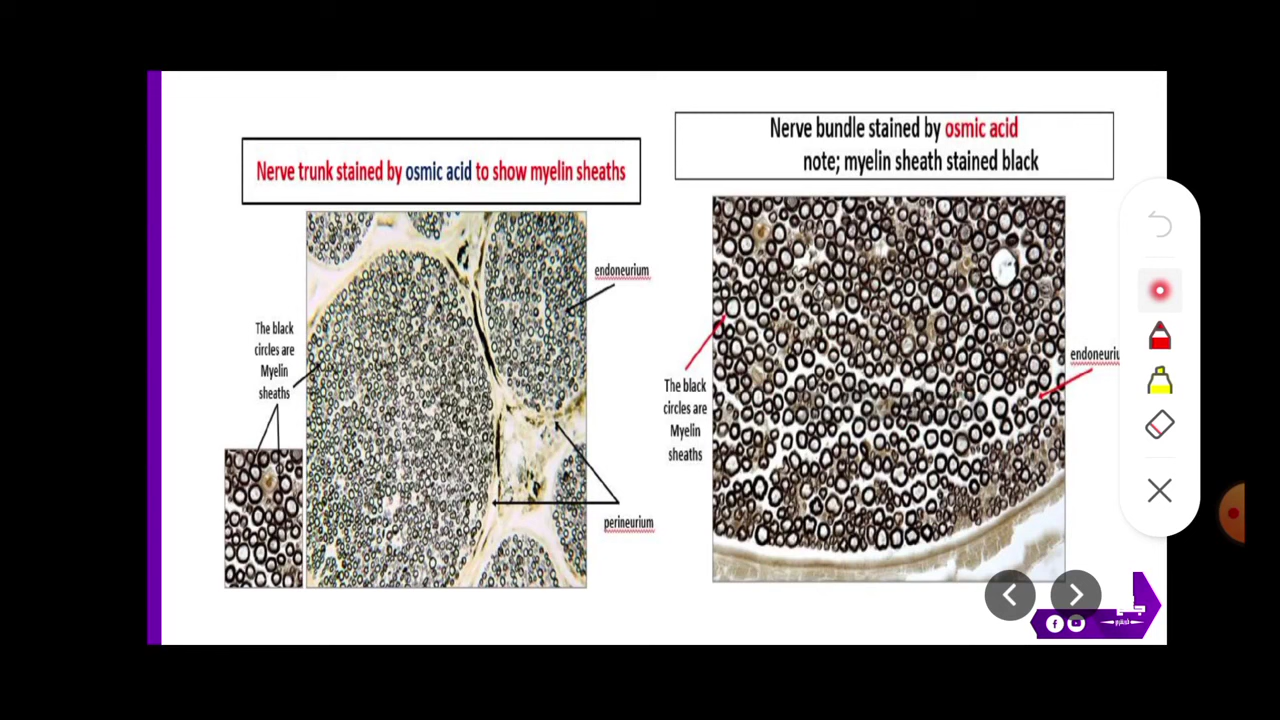 Nerve trunk stained by osmic acid to show myelin sheaths
endoneurium
The black
circles are
Myelin
sheaths
perineurium
Nerve bundle stained by osmic acid
note; myelin sheath stained black
The black
circles are
Myelin
sheaths
endoneuriu